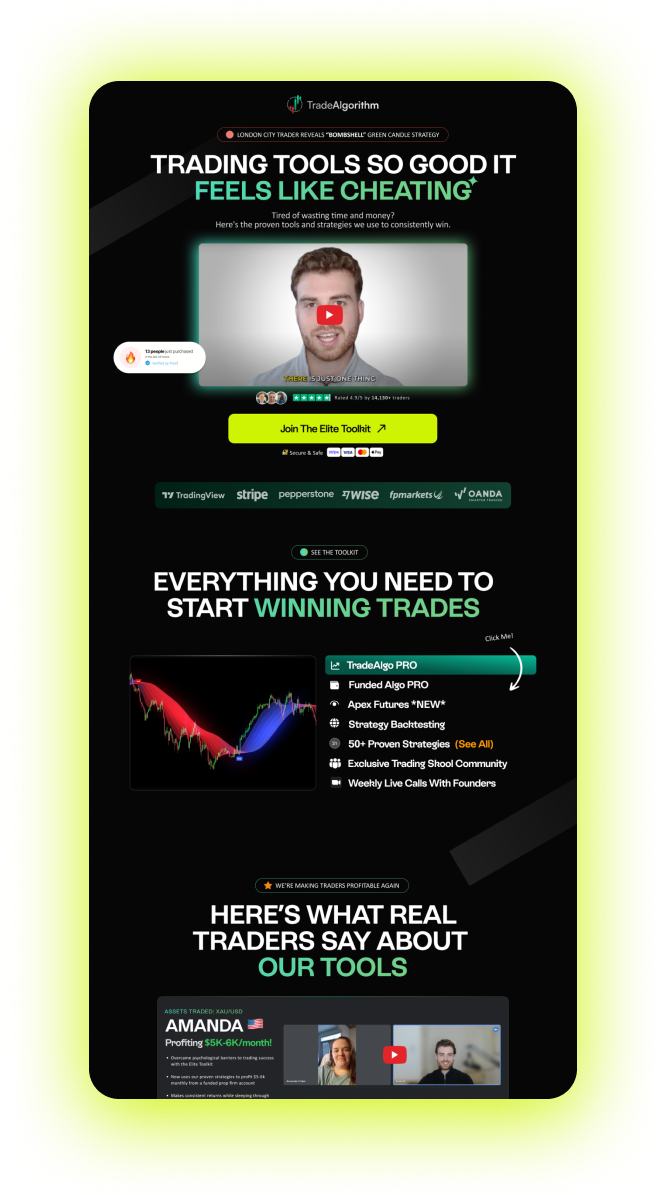 TradeAlgorithm
LONDON CITY TRADER REVEALS "BOMBSHELL" GREEN CANDLE STRATEGY
TRADING TOOLS SO GOOD IT
FEELS LIKE CHEATING
Tired of wasting time and money?
Here's the proven tools and strategies we use to consistently win.
13 people just purchased
THERE IS JUST ONE THING
Rated 4.9/5 by 14,130+ traders
Join The Elite Toolkit
Secure & Safe
VISA
Pay
TradingView stripe pepperstone WISE fpmarkets OANDA
SEE THE TOOLKIT
EVERYTHING YOU NEED TO
START WINNING TRADES
Click Me!
TradeAlgo PRO
Funded Algo PRO
Apex Futures *NEW*
Strategy Backtesting
50+ Proven Strategies (See All)
Exclusive Trading Skool Community
Weekly Live Calls With Founders
WE'RE MAKING TRADERS PROFITABLE AGAIN
HERE'S WHAT REAL
TRADERS SAY ABOUT
OUR TOOLS
ASSETS TRADED: XAU/USD
AMANDA
Profiting $5K-6K/month!
• Overcome psychological barriers to trading success
with the Elite Toolkit
• Now uses our proven strategies to profit $5-6k
monthly from a funded prop firm account
• Makes consistent returns while sleeping through